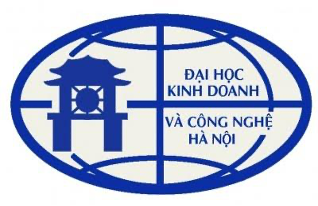 ĐẠI HỌC
KINH DOANH
VÀ CÔNG NGHỆ
HÀ NỘI